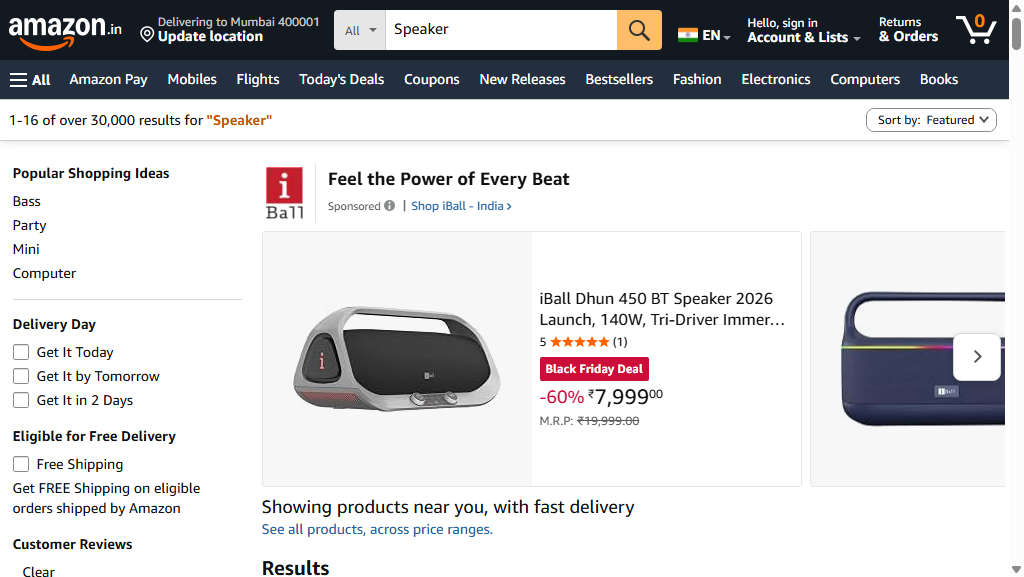 amazon.in
Delivering to Mumbai 400001
Update location
All
Speaker
EN
Hello, sign in
Account & Lists
Returns
& Orders
0
All
Amazon Pay
Mobiles
Flights
Today's Deals
Coupons
New Releases
Bestsellers
Fashion
Electronics
Computers
Books
1-16 of over 30,000 results for "Speaker"
Sort by: Featured
Popular Shopping Ideas
Bass
Party
Mini
Computer
Delivery Day
Get It Today
Get It by Tomorrow
Get It in 2 Days
Eligible for Free Delivery
Free Shipping
Get FREE Shipping on eligible
orders shipped by Amazon
Customer Reviews
Clear
i
Ball
Feel the Power of Every Beat
Sponsored | Shop iBall - India ›
i
iBall Dhun 450 BT Speaker 2026
Launch, 140W, Tri-Driver Immer…
5 (1)
Black Friday Deal
-60% ₹7,99900
M.R.P: ₹19,999.00
iBall
Showing products near you, with fast delivery
See all products, across price ranges.
Results